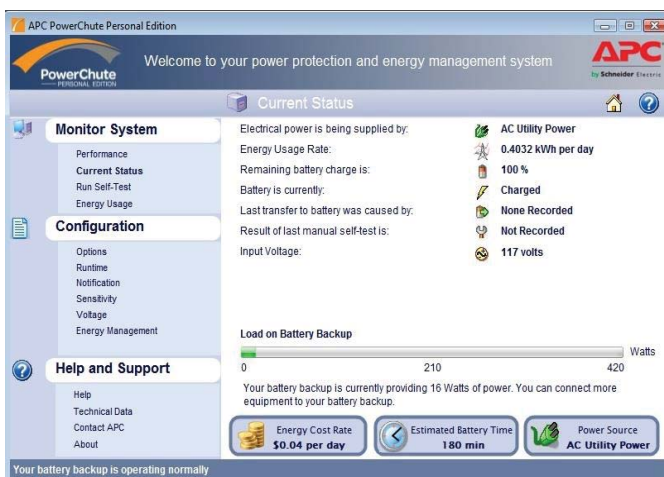 APC PowerChute Personal Edition
PowerChute
PERSONAL EDITION
Welcome to your power protection and energy management system
APC
by Schneider Electric
Current Status
Monitor System
Performance
Current Status
Run Self-Test
Energy Usage
Configuration
Options
Runtime
Notification
Sensitivity
Voltage
Energy Management
Help and Support
Help
Technical Data
Contact APC
About
Electrical power is being supplied by: AC Utility Power
Energy Usage Rate: 0.4032 kWh per day
Remaining battery charge is: 100 %
Battery is currently: Charged
Last transfer to battery was caused by: None Recorded
Result of last manual self-test is: Not Recorded
Input Voltage: 117 volts
Load on Battery Backup
Watts
0 210 420
Your battery backup is currently providing 16 Watts of power. You can connect more
equipment to your battery backup.
Energy Cost Rate
$0.04 per day
Estimated Battery Time
180 min
Power Source
AC Utility Power
Your battery backup is operating normally